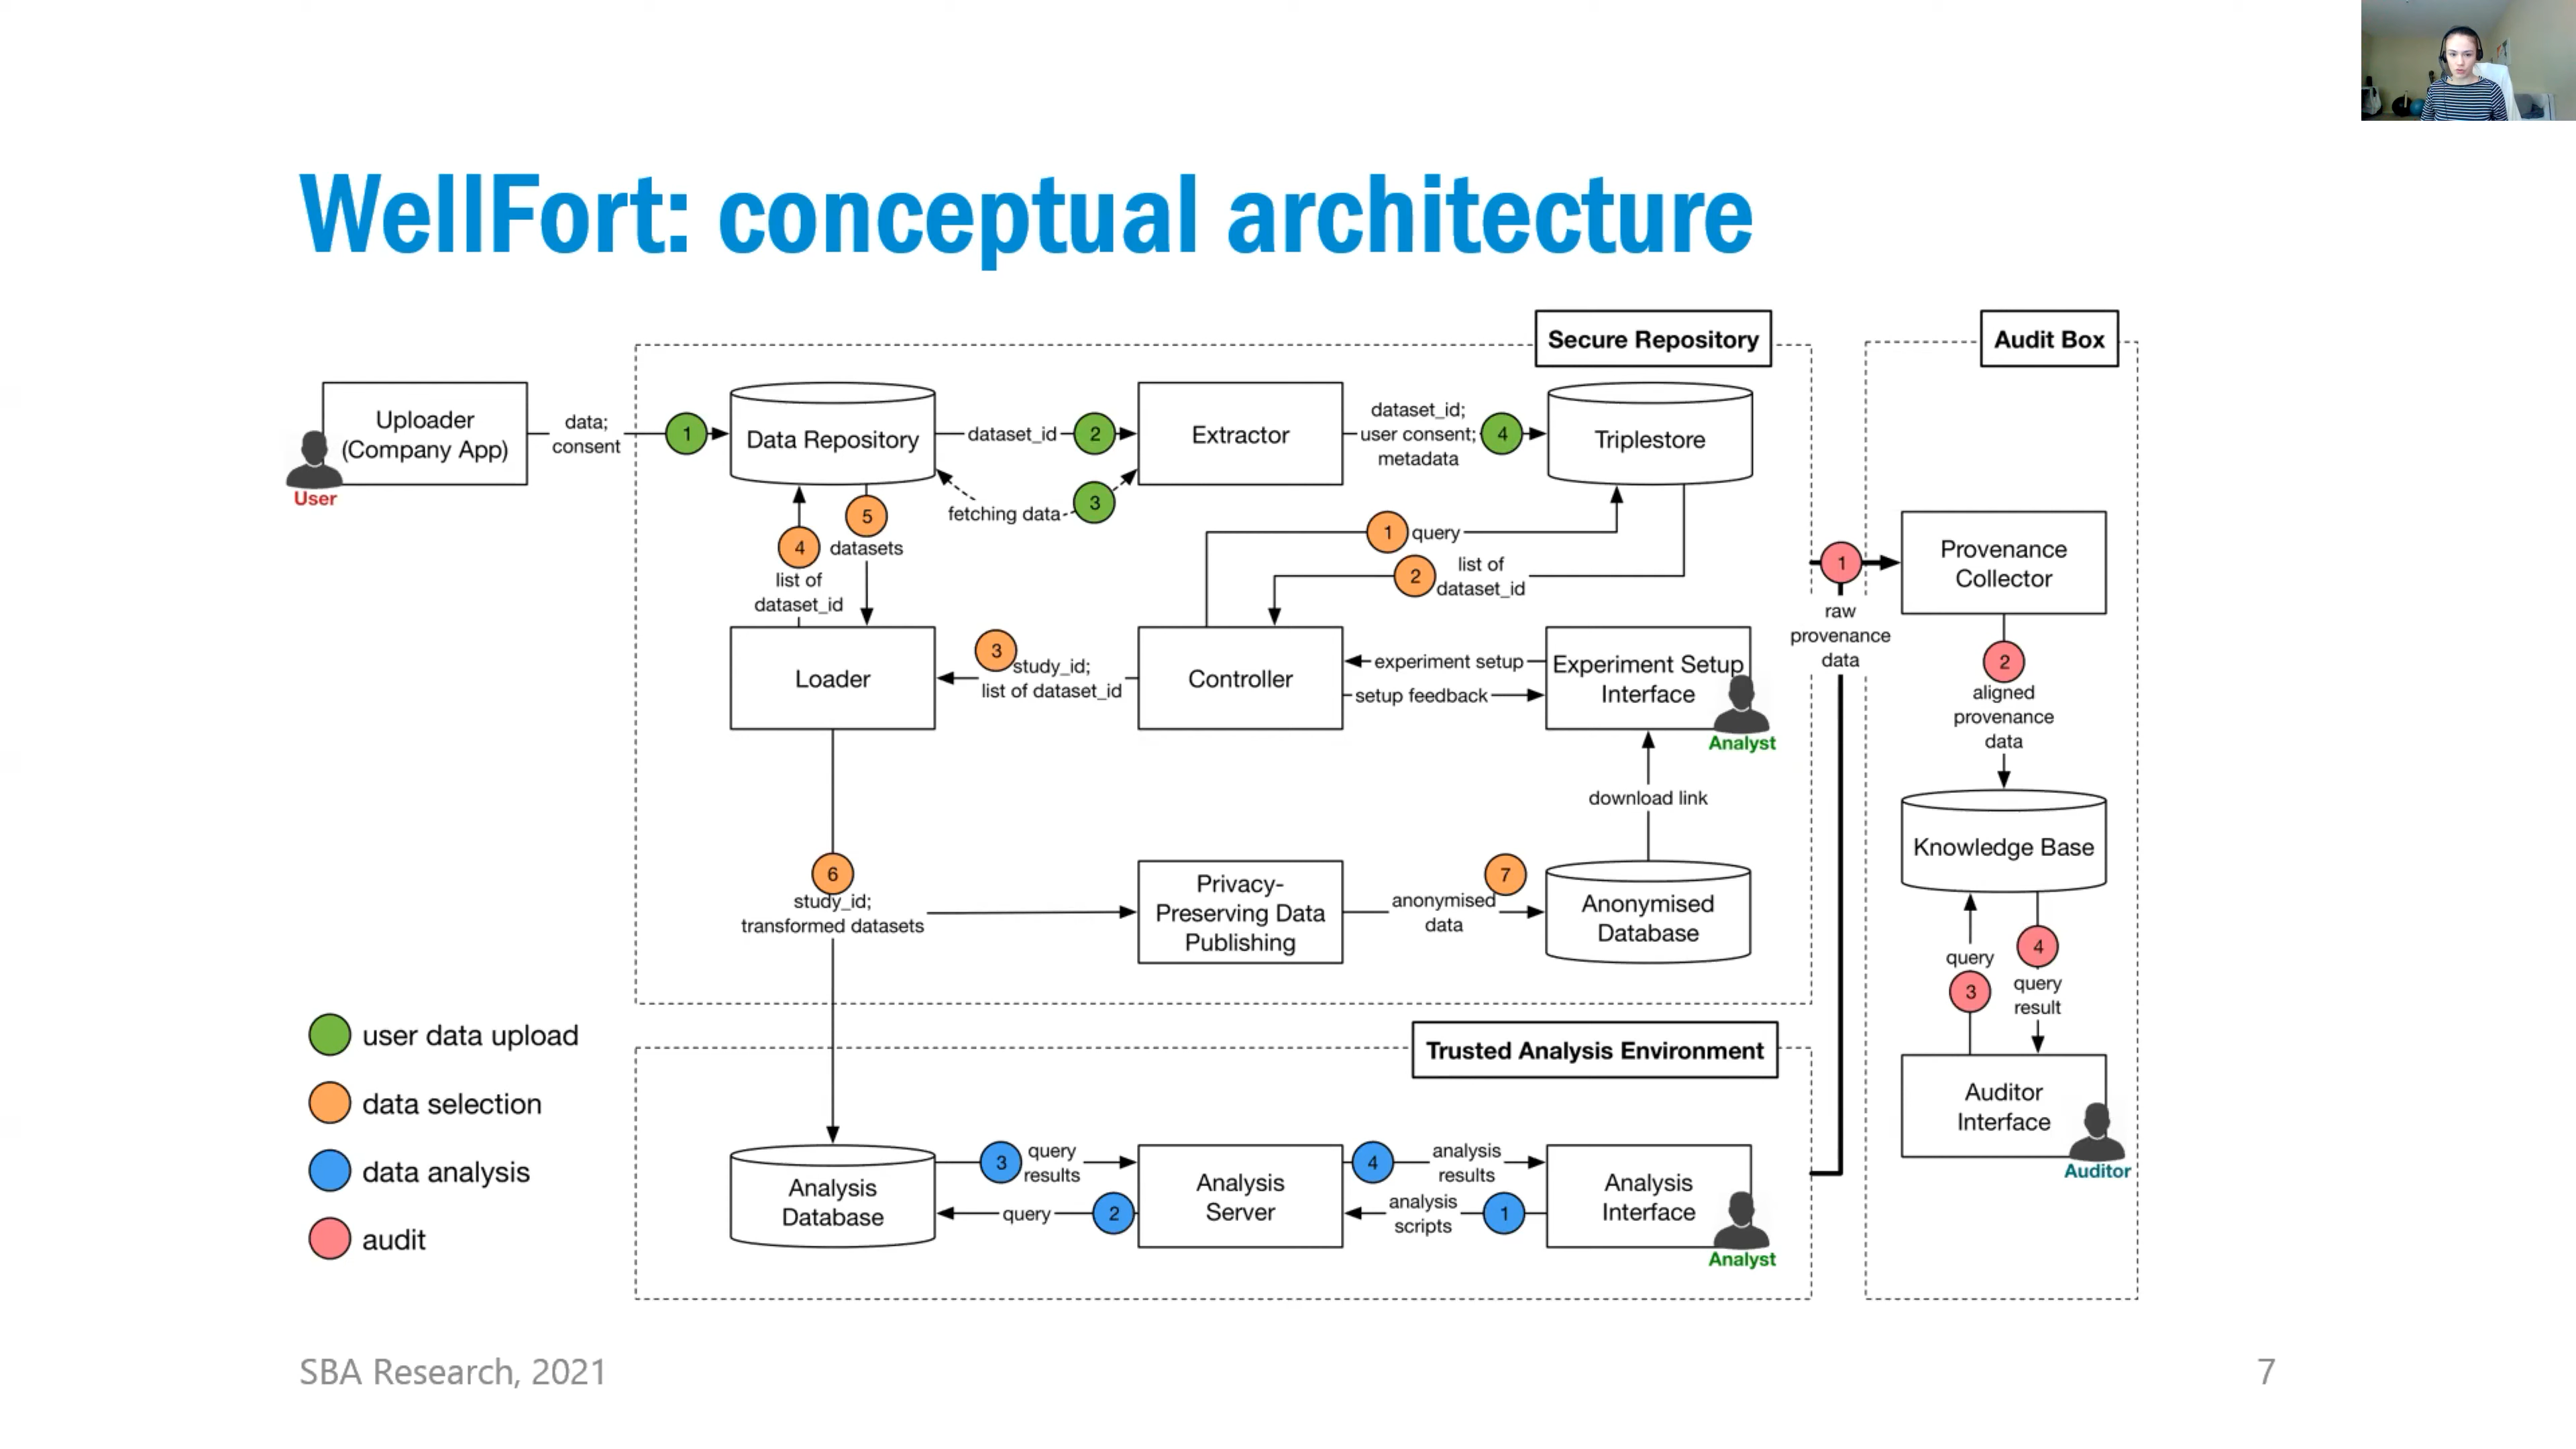 WellFort: conceptual architecture
Secure Repository
Audit Box
Uploader
(Company App)
User
data;
consent
1
Data Repository
dataset_id
2
Extractor
dataset_id;
user consent;
metadata
4
Triplestore
fetching data
3
5
datasets
4
list of
dataset_id
1
query
2
list of
dataset_id
Loader
3
study_id;
list of dataset_id
Controller
experiment setup
setup feedback
Experiment Setup
Interface
Analyst
download link
6
study_id;
transformed datasets
Privacy-
Preserving Data
Publishing
7
anonymised
data
Anonymised
Database
1
raw
provenance
data
Provenance
Collector
2
aligned
provenance
data
Knowledge Base
query
3
4
query
result
Auditor
Interface
Auditor
user data upload
data selection
data analysis
audit
Trusted Analysis Environment
Analysis
Database
3
query
results
query
2
Analysis
Server
4
analysis
results
analysis
scripts
1
Analysis
Interface
Analyst
SBA Research, 2021
7